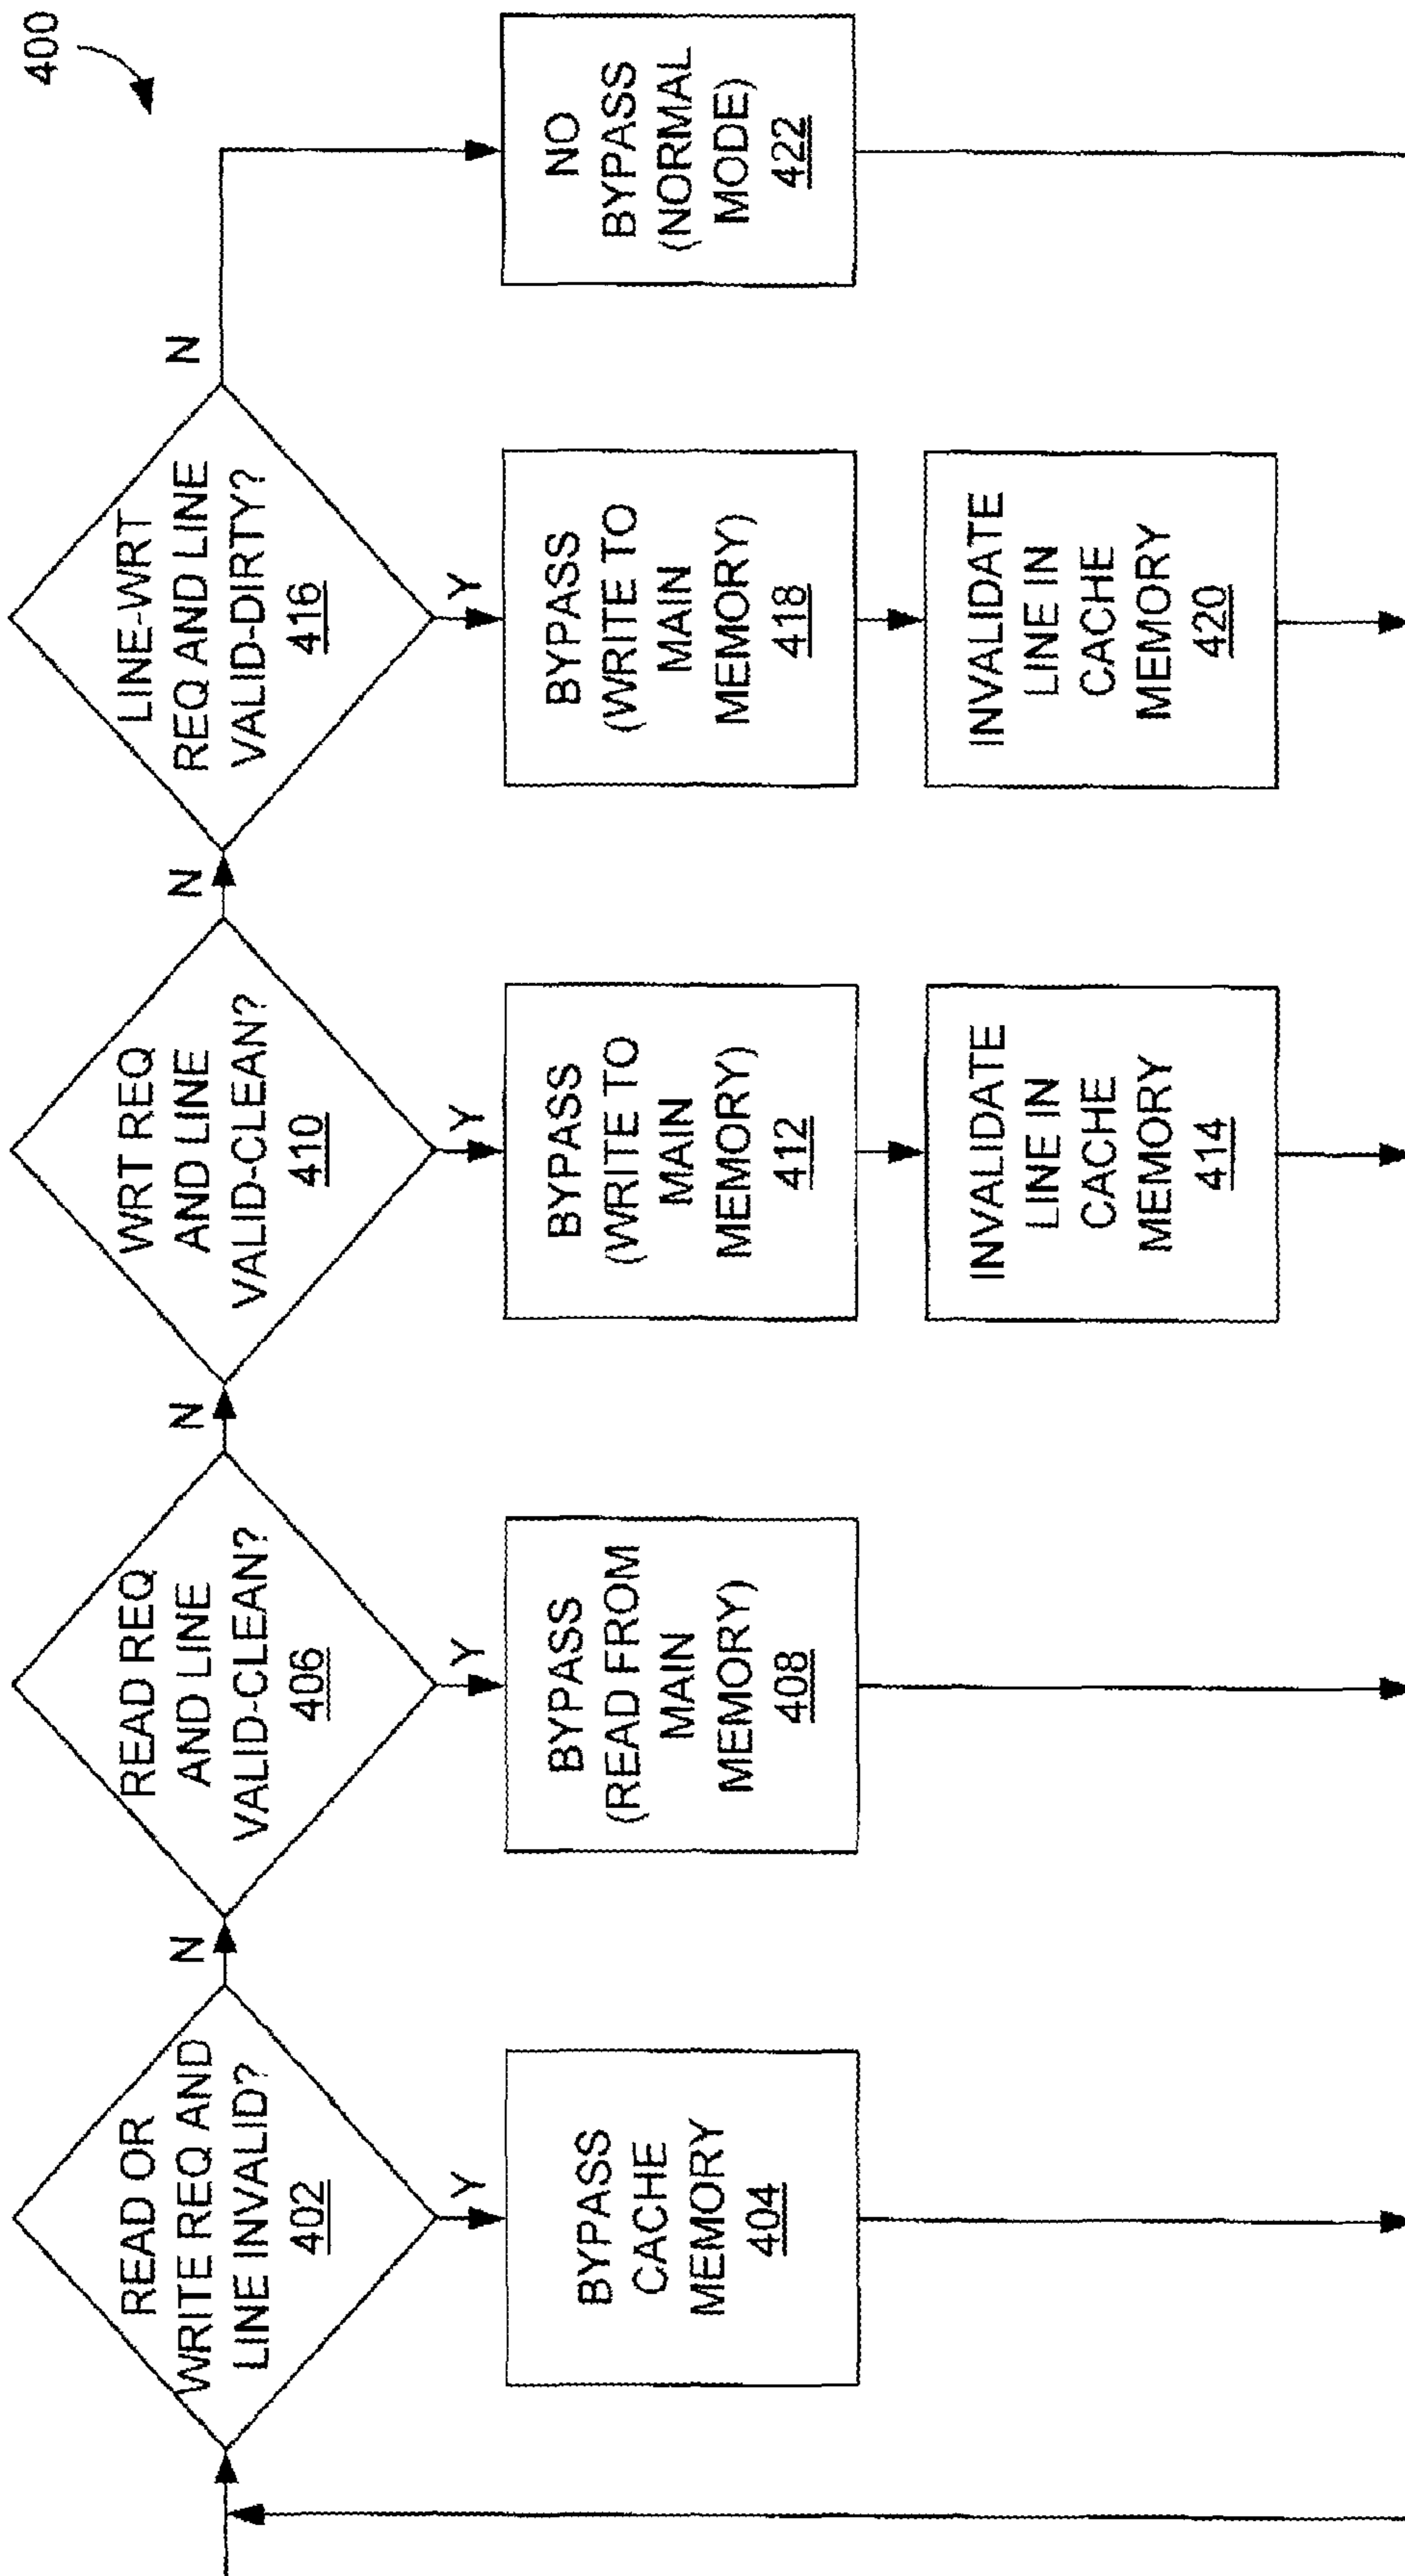 400
READ OR
WRITE REQ AND
LINE INVALID?
402
N
Y
BYPASS
CACHE
MEMORY
404
READ REQ
AND LINE
VALID-CLEAN?
406
N
Y
BYPASS
(READ FROM
MAIN
MEMORY)
408
WRT REQ
AND LINE
VALID-CLEAN?
410
N
Y
BYPASS
(WRITE TO
MAIN
MEMORY)
412
INVALIDATE
LINE IN
CACHE
MEMORY
414
LINE-WRT
REQ AND LINE
VALID-DIRTY?
416
N
Y
BYPASS
(WRITE TO
MAIN
MEMORY)
418
INVALIDATE
LINE IN
CACHE
MEMORY
420
NO
BYPASS
(NORMAL
MODE)
422